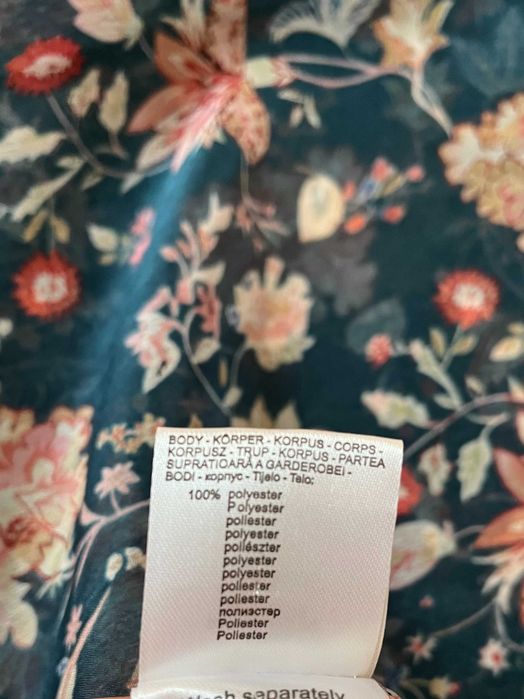 BODY - KÖRPER - KORPUS - CORPS -
KORPUSZ - TRUP - KORPUS - PARTEA
SUPRATIOARĂ A GARDEROBEI -
BODI - корпус - Tijelo - Telo:
100% polyester
Polyester
poliester
polyester
poliészter
polyester
polyester
poliester
poliester
полиэстер
Poliester
Poliester
separately